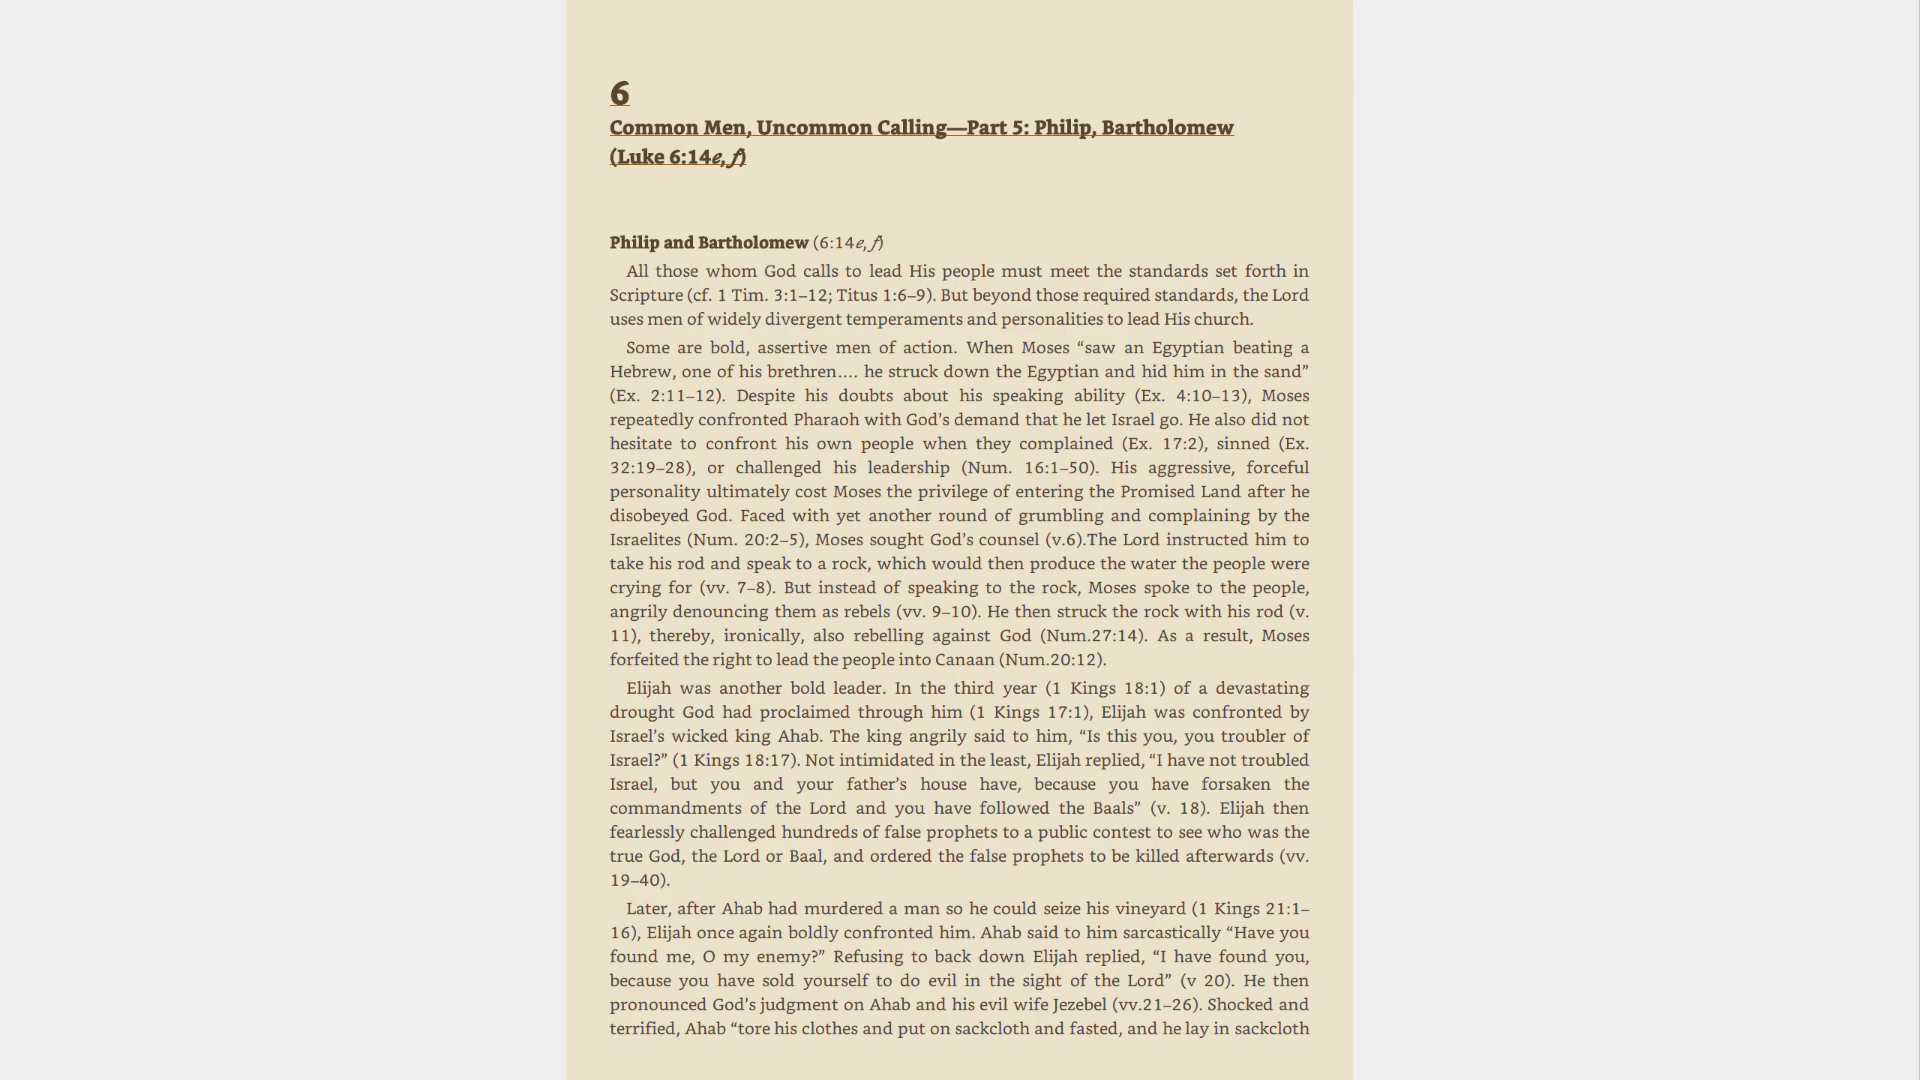 6
Common Men, Uncommon Calling—Part 5: Philip, Bartholomew
(Luke 6:14e, f)
Philip and Bartholomew (6:14e, f)
All those whom God calls to lead His people must meet the standards set forth in
Scripture (cf. 1 Tim. 3:1–12; Titus 1:6–9). But beyond those required standards, the Lord
uses men of widely divergent temperaments and personalities to lead His church.
Some are bold, assertive men of action. When Moses “saw an Egyptian beating a
Hebrew, one of his brethren.... he struck down the Egyptian and hid him in the sand”
(Ex. 2:11–12). Despite his doubts about his speaking ability (Ex. 4:10–13), Moses
repeatedly confronted Pharaoh with God’s demand that he let Israel go. He also did not
hesitate to confront his own people when they complained (Ex. 17:2), sinned (Ex.
32:19–28), or challenged his leadership (Num. 16:1–50). His aggressive, forceful
personality ultimately cost Moses the privilege of entering the Promised Land after he
disobeyed God. Faced with yet another round of grumbling and complaining by the
Israelites (Num. 20:2–5), Moses sought God’s counsel (v.6).The Lord instructed him to
take his rod and speak to a rock, which would then produce the water the people were
crying for (vv. 7–8). But instead of speaking to the rock, Moses spoke to the people,
angrily denouncing them as rebels (vv. 9–10). He then struck the rock with his rod (v.
11), thereby, ironically, also rebelling against God (Num.27:14). As a result, Moses
forfeited the right to lead the people into Canaan (Num.20:12).
Elijah was another bold leader. In the third year (1 Kings 18:1) of a devastating
drought God had proclaimed through him (1 Kings 17:1), Elijah was confronted by
Israel’s wicked king Ahab. The king angrily said to him, “Is this you, you troubler of
Israel?” (1 Kings 18:17). Not intimidated in the least, Elijah replied, “I have not troubled
Israel, but you and your father’s house have, because you have forsaken the
commandments of the Lord and you have followed the Baals” (v. 18). Elijah then
fearlessly challenged hundreds of false prophets to a public contest to see who was the
true God, the Lord or Baal, and ordered the false prophets to be killed afterwards (vv.
19–40).
Later, after Ahab had murdered a man so he could seize his vineyard (1 Kings 21:1–
16), Elijah once again boldly confronted him. Ahab said to him sarcastically “Have you
found me, O my enemy?” Refusing to back down Elijah replied, “I have found you,
because you have sold yourself to do evil in the sight of the Lord” (v 20). He then
pronounced God’s judgment on Ahab and his evil wife Jezebel (vv.21–26). Shocked and
terrified, Ahab “tore his clothes and put on sackcloth and fasted, and he lay in sackcloth